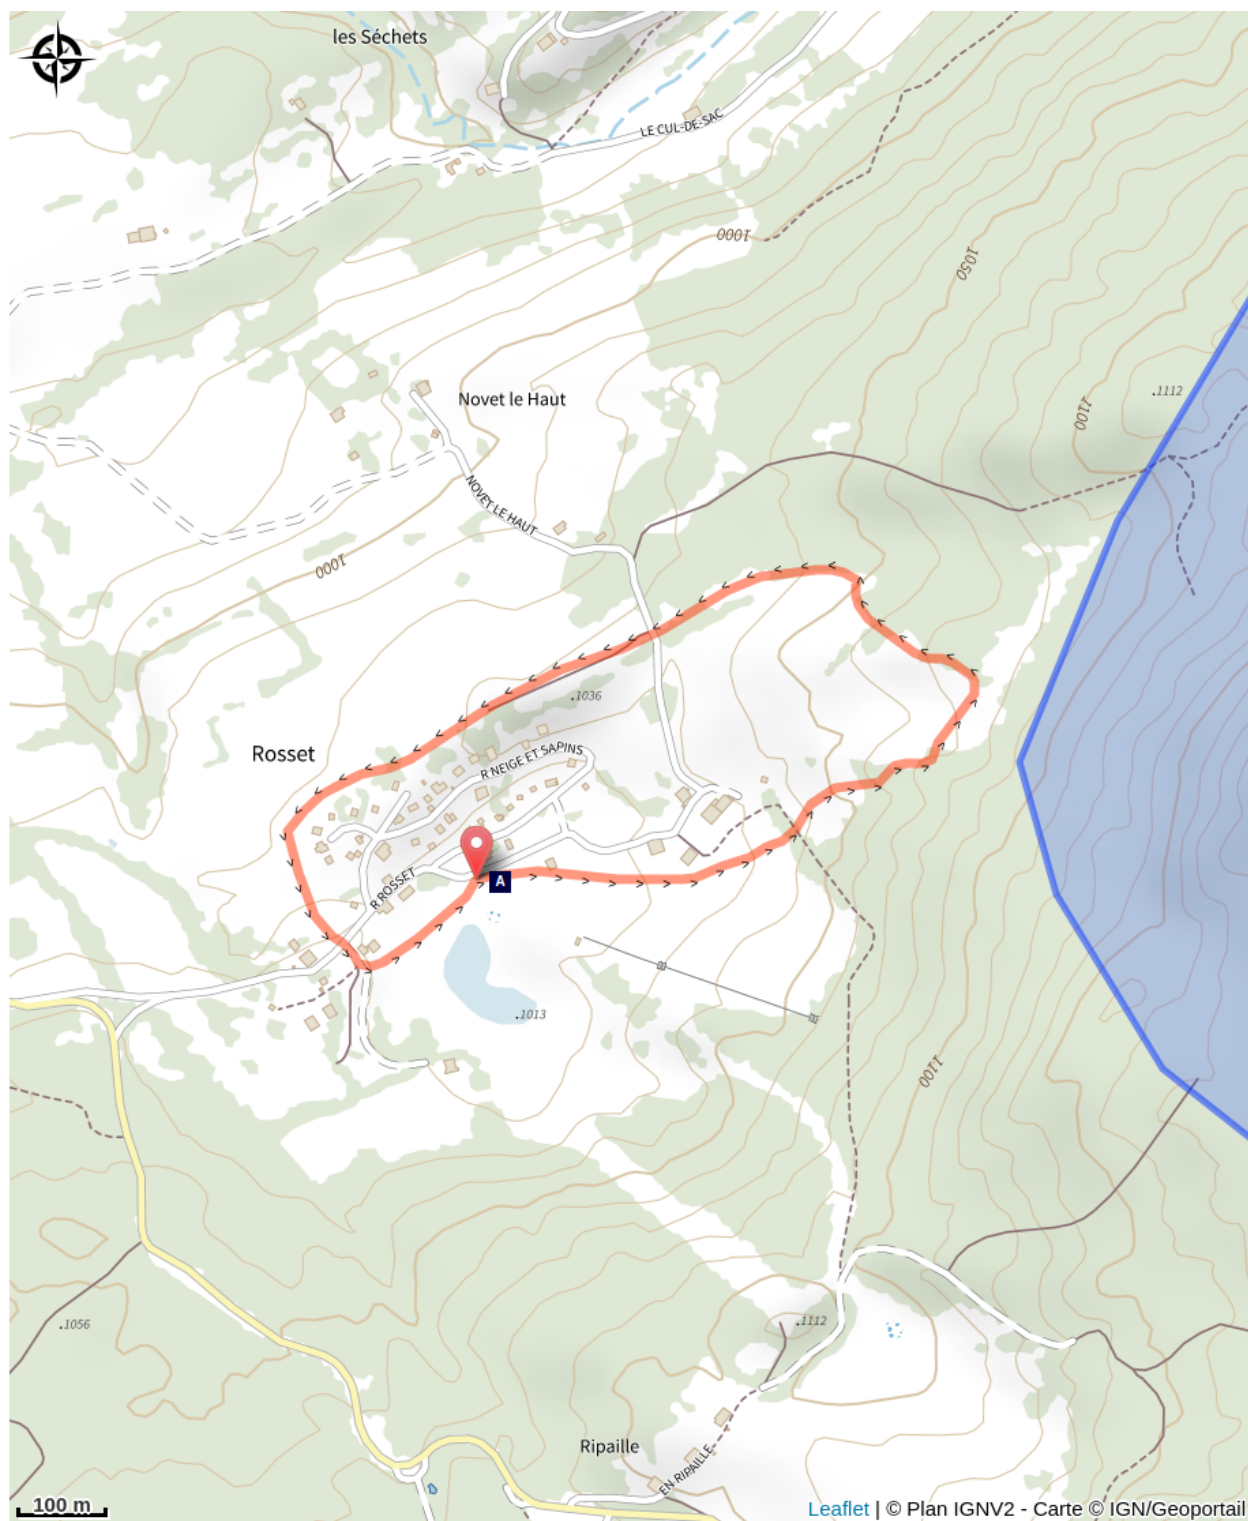 les Séchets
LE CUL-DE-SAC
1000
1050
.1112
1100
Novet le Haut
NOVET LE HAUT
1000
.1036
Rosset
R NEIGE ET SAPINS
A
R ROSSET
.1013
1100
.1112
.1056
Ripaille
EN RIPAILLE
100 m
Leaflet | © Plan IGNV2 - Carte © IGN/Geoportail